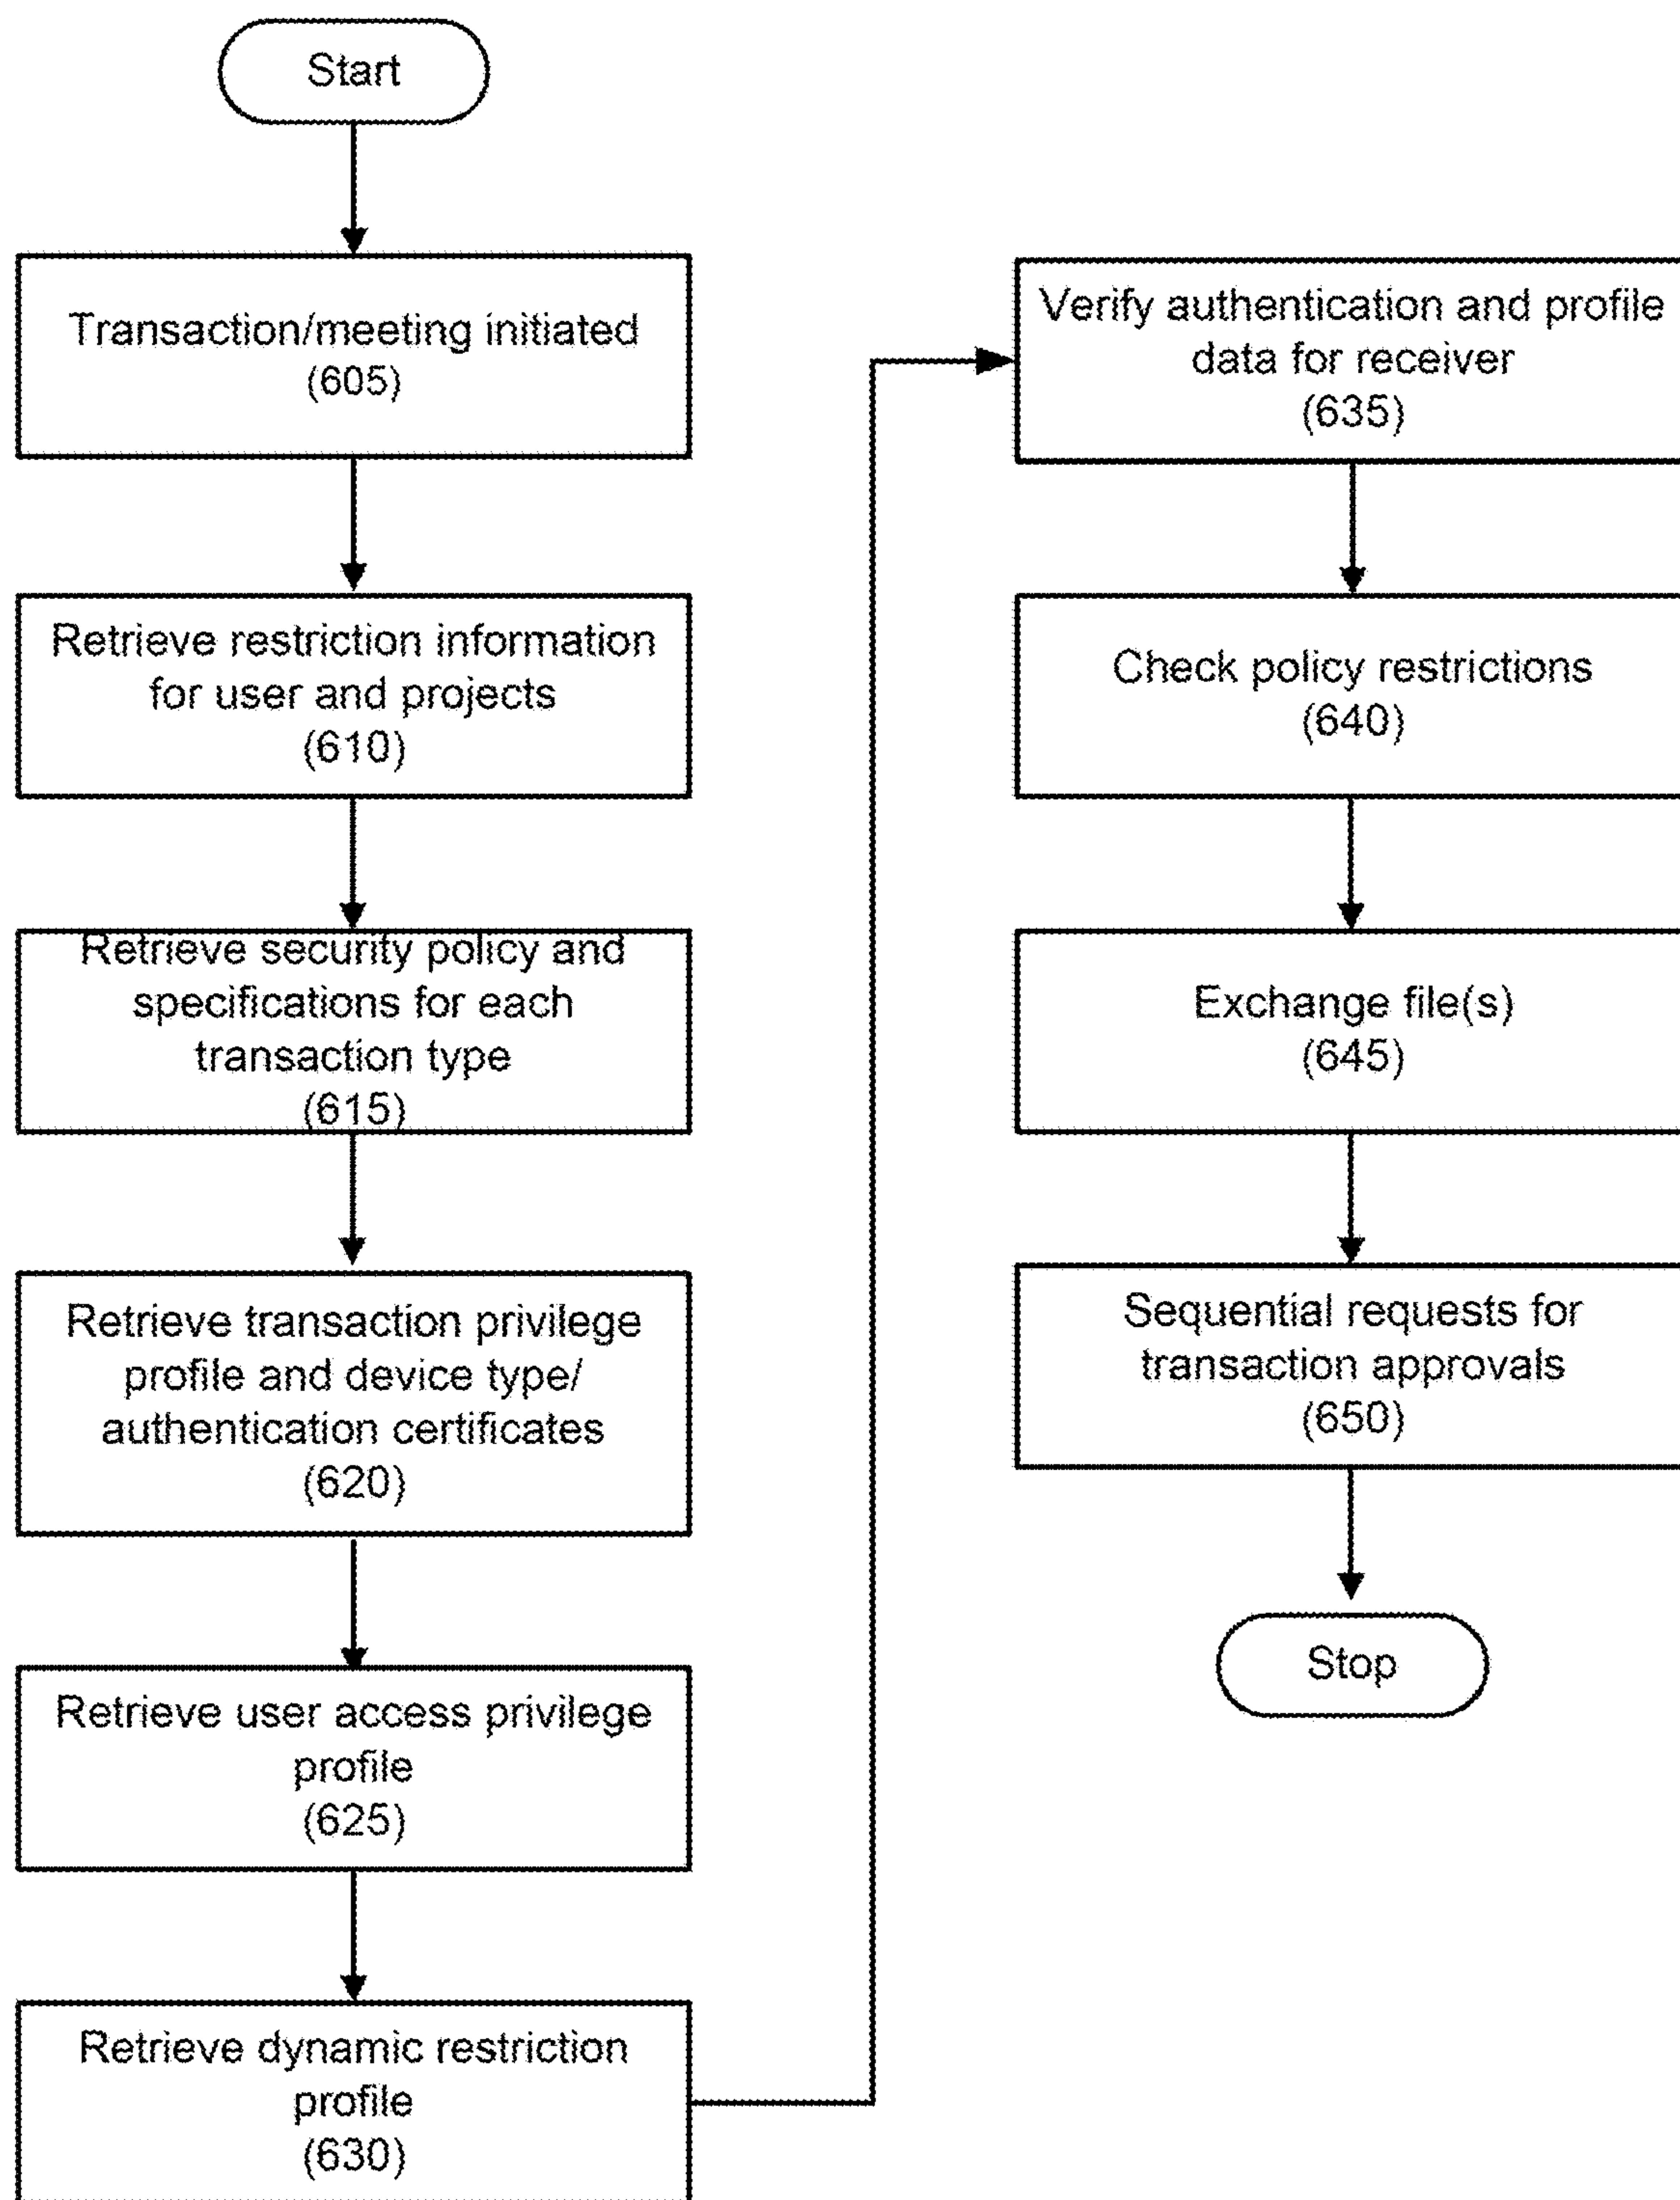 Start
Transaction/meeting initiated
(605)
Retrieve restriction information
for user and projects
(610)
Retrieve security policy and
specifications for each
transaction type
(615)
Retrieve transaction privilege
profile and device type/
authentication certificates
(620)
Retrieve user access privilege
profile
(625)
Retrieve dynamic restriction
profile
(630)
Verify authentication and profile
data for receiver
(635)
Check policy restrictions
(640)
Exchange file(s)
(645)
Sequential requests for
transaction approvals
(650)
Stop